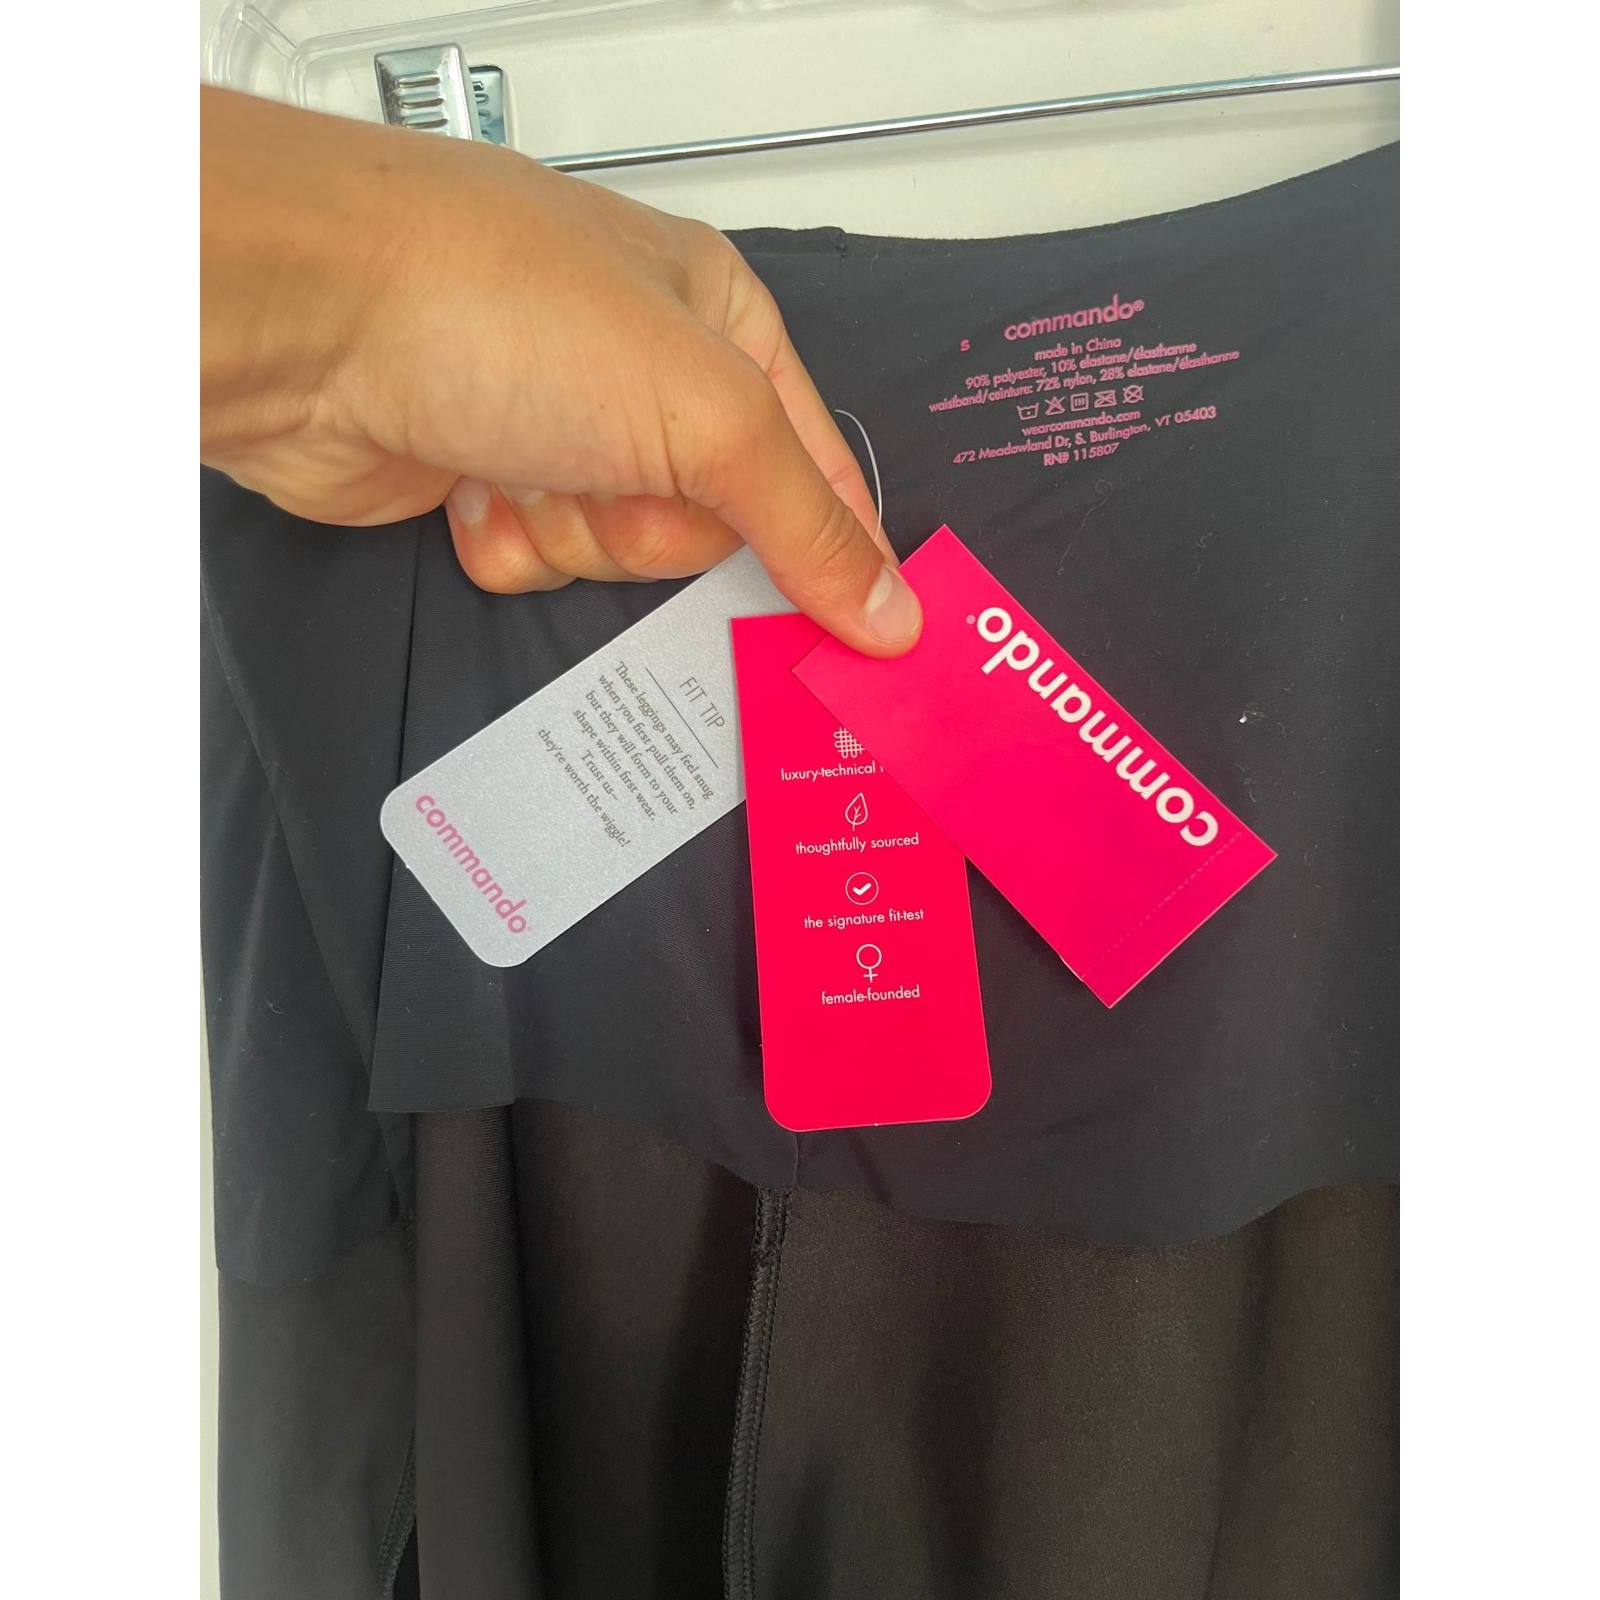 commando®
S
made in China
90% polyester, 10% elastane/élasthanne
waistband/ceinture: 72% nylon, 28% elastane/élasthanne
wearcommando.com
472 Meadowland Dr, S. Burlington, VT 05403
RN# 115807
FIT TIP
These leggings may feel snug
when you first pull them on,
but they will form to your
shape within first wear.
Trust us–
they're worth the wiggle!
commando®
luxury-technical
thoughtfully sourced
the signature fit-test
female-founded
commando®